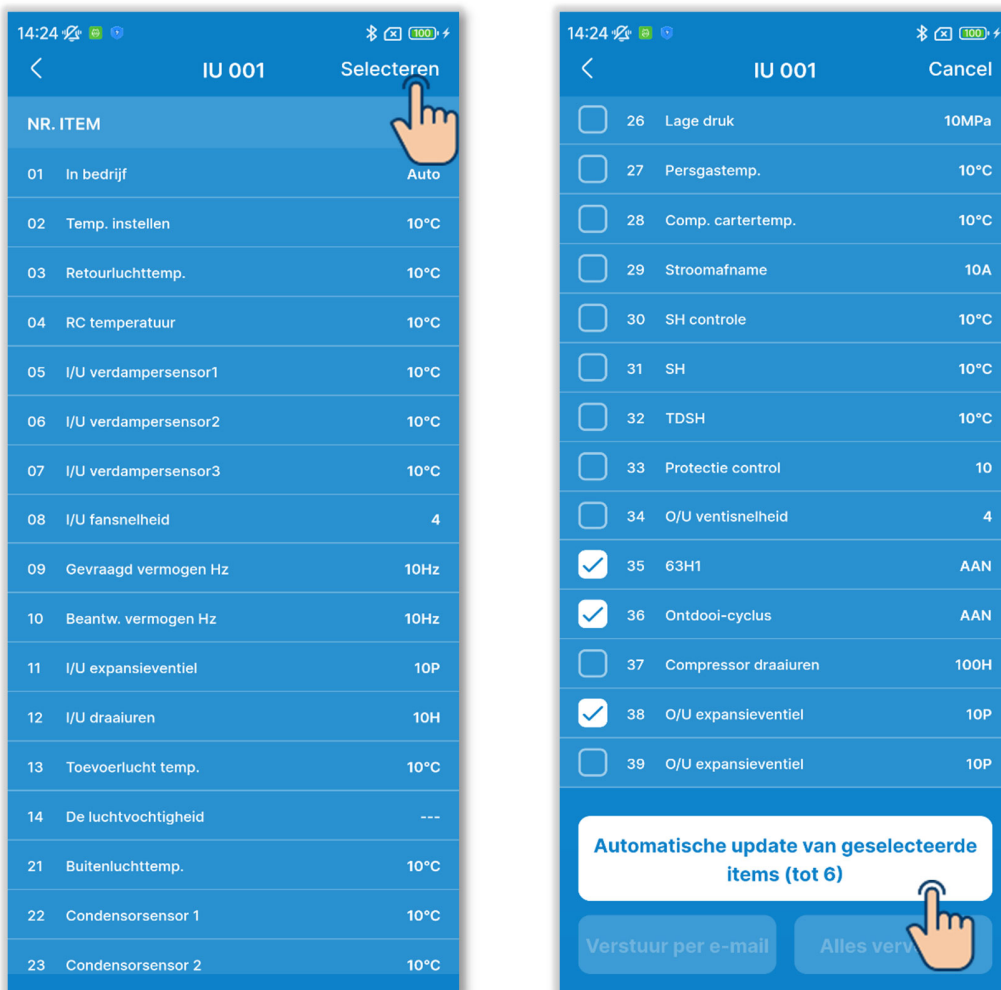 14:24
100
IU 001
Selecteren
NR. ITEM
01 In bedrijf Auto
02 Temp. instellen 10°C
03 Retourluchttemp. 10°C
04 RC temperatuur 10°C
05 I/U verdampersensor1 10°C
06 I/U verdampersensor2 10°C
07 I/U verdampersensor3 10°C
08 I/U fansnelheid 4
09 Gevraagd vermogen Hz 10Hz
10 Beantw. vermogen Hz 10Hz
11 I/U expansieventiel 10P
12 I/U draaiuren 10H
13 Toevoerlucht temp. 10°C
14 De luchtvochtigheid ---
21 Buitenluchttemp. 10°C
22 Condensorsensor 1 10°C
23 Condensorsensor 2 10°C
14:24
100
IU 001
Cancel
26 Lage druk 10MPa
27 Persgastemp. 10°C
28 Comp. cartertemp. 10°C
29 Stroomafname 10A
30 SH controle 10°C
31 SH 10°C
32 TDSH 10°C
33 Protectie control 10
34 O/U ventisnelheid 4
35 63H1 AAN
36 Ontdooi-cyclus AAN
37 Compressor draaiuren 100H
38 O/U expansieventiel 10P
39 O/U expansieventiel 10P
Automatische update van geselecteerde
items (tot 6)
Verstuur per e-mail
Alles